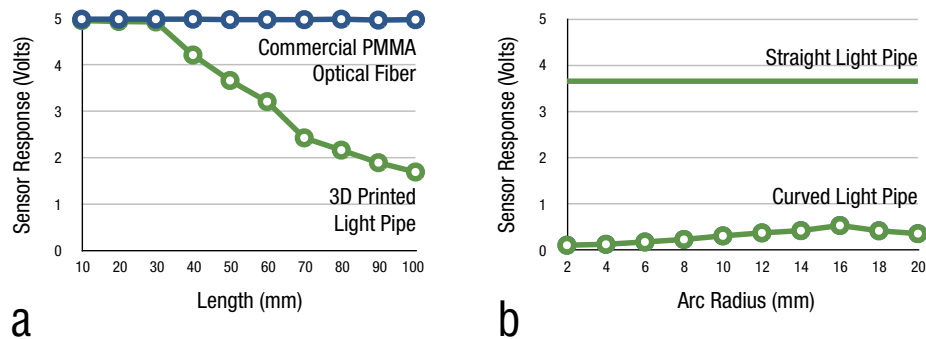 Sensor Response (Volts)
5
4
3
2
1
0
Commercial PMMA
Optical Fiber
3D Printed
Light Pipe
10 20 30 40 50 60 70 80 90 100
Length (mm)
a
Sensor Response (Volts)
5
4
3
2
1
0
Straight Light Pipe
Curved Light Pipe
2 4 6 8 10 12 14 16 18 20
Arc Radius (mm)
b